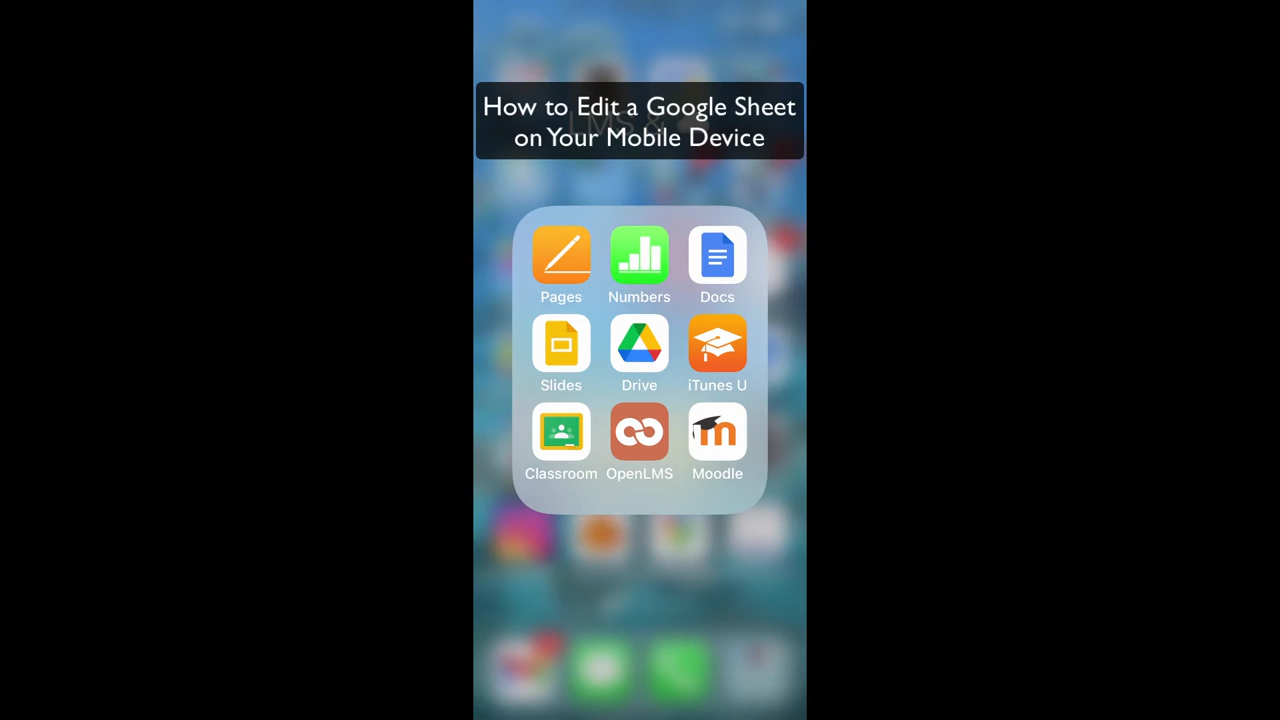 How to Edit a Google Sheet
on Your Mobile Device
Pages Numbers Docs
Slides Drive iTunes U
Classroom OpenLMS Moodle